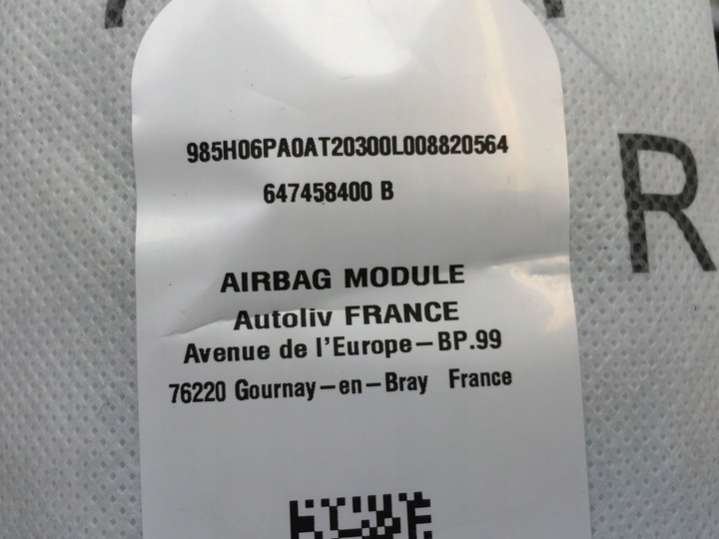 985H06PA0AT20300L008820564
647458400 B
R
AIRBAG MODULE
Autoliv FRANCE
Avenue de l'Europe—BP.99
76220 Gournay—en—Bray France